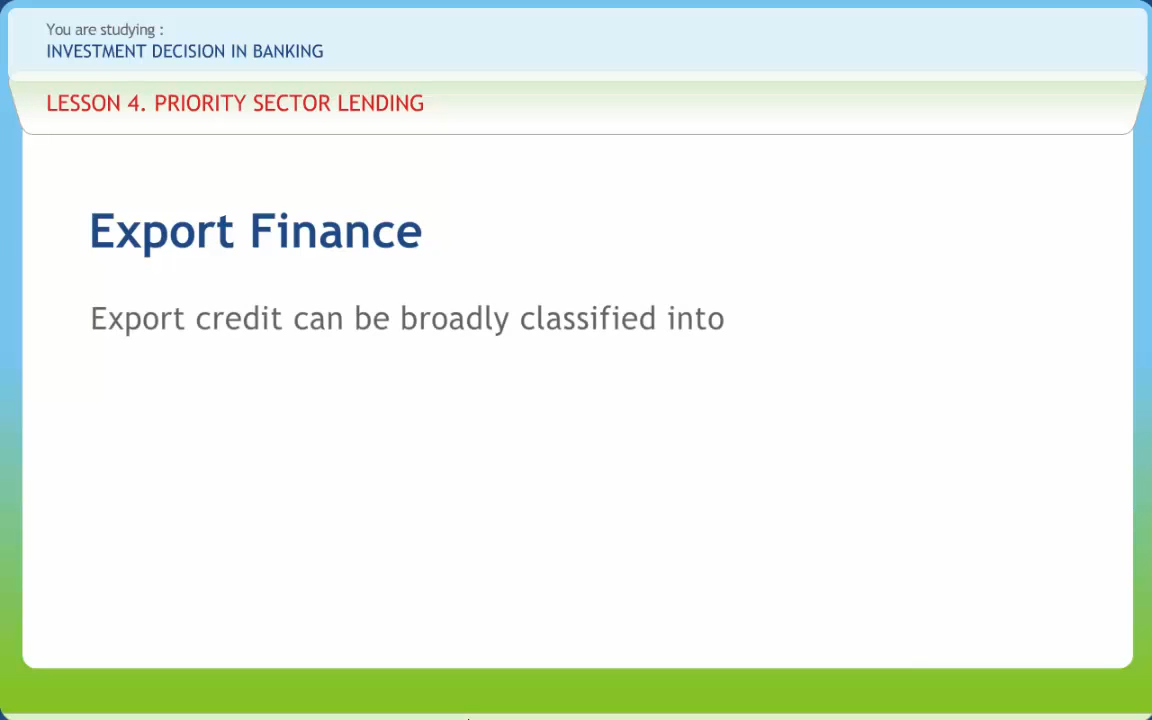 You are studying :
INVESTMENT DECISION IN BANKING
LESSON 4. PRIORITY SECTOR LENDING
Export Finance
Export credit can be broadly classified into